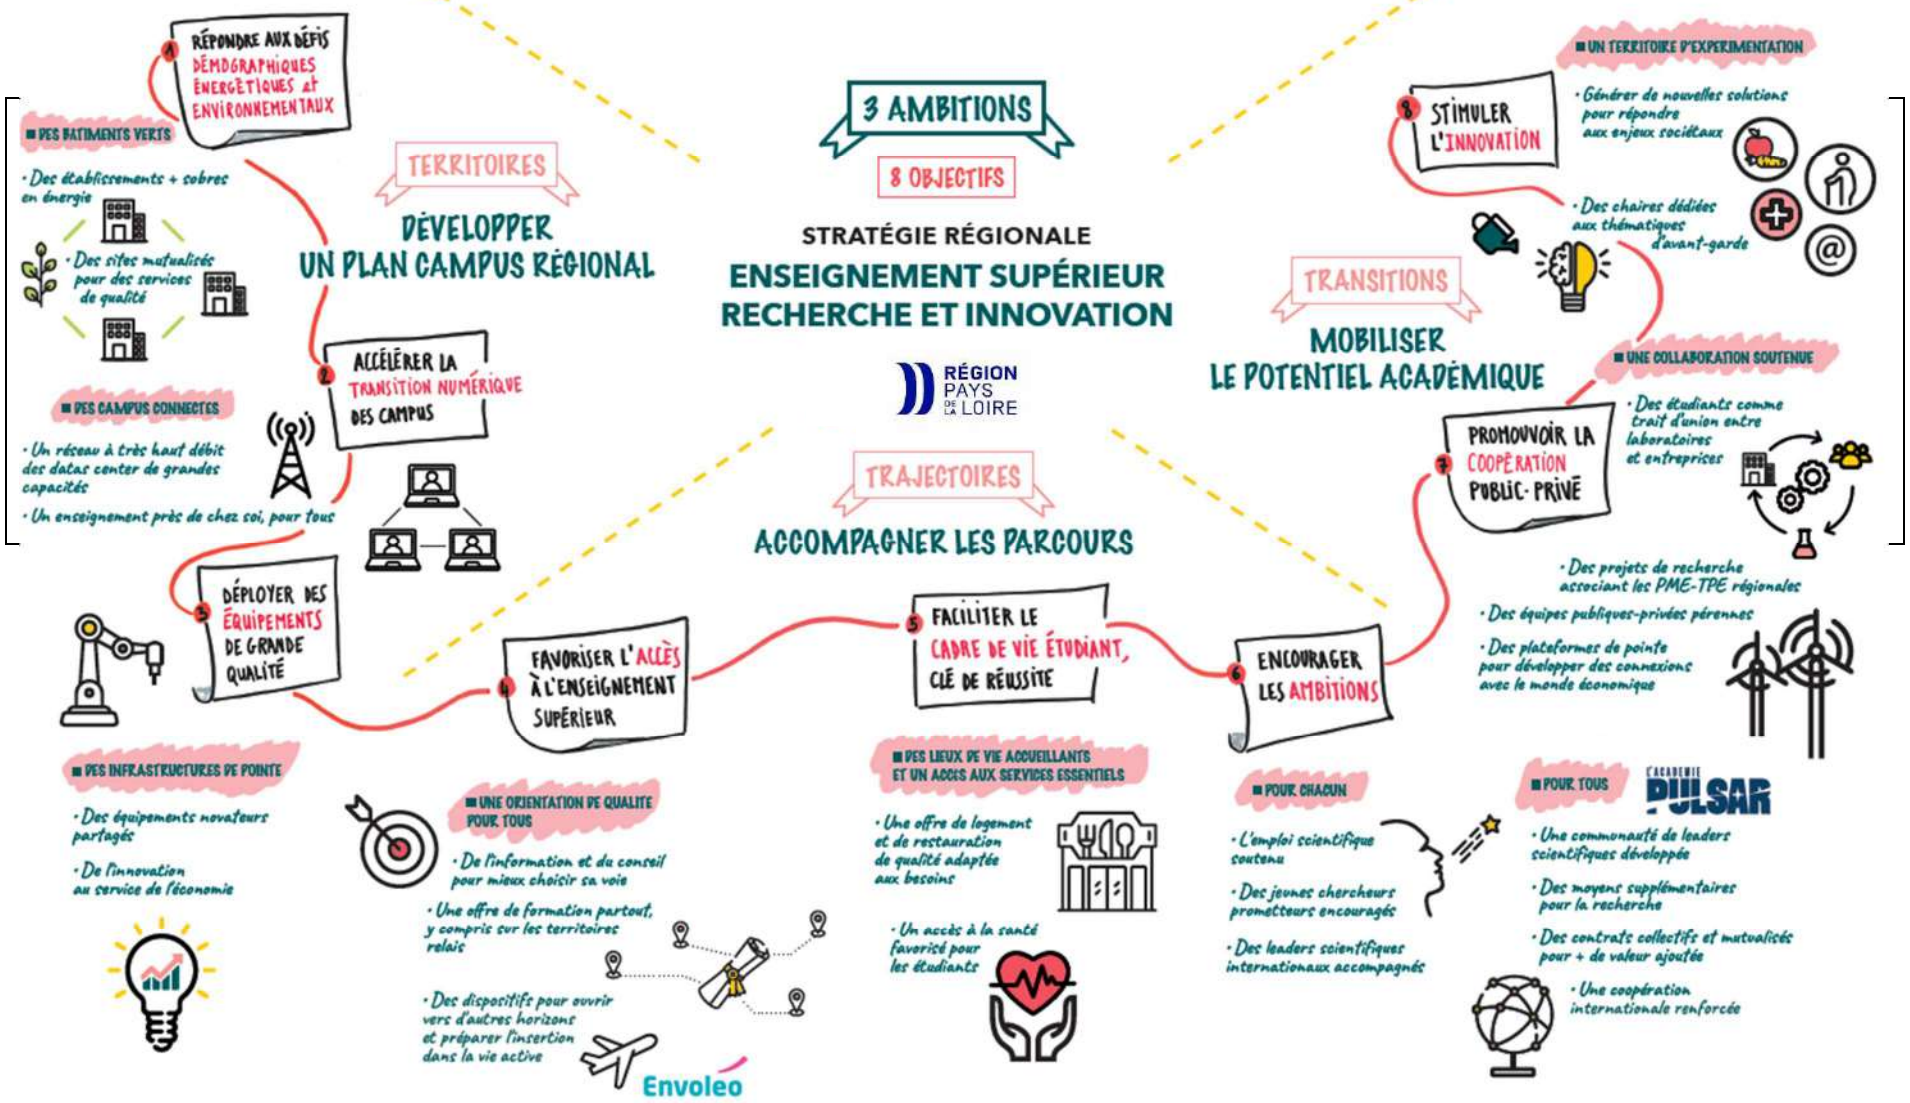 3 AMBITIONS
8 OBJECTIFS
STRATÉGIE RÉGIONALE
ENSEIGNEMENT SUPÉRIEUR
RECHERCHE ET INNOVATION
RÉGION
PAYS
DE LA LOIRE
TERRITOIRES
DÉVELOPPER
UN PLAN CAMPUS RÉGIONAL
1
RÉPONDRE AUX DÉFIS
DÉMOGRAPHIQUES
ÉNERGÉTIQUES et
ENVIRONNEMENTAUX
■ DES BATIMENTS VERTS
• Des établissements + sobres
en énergie
• Des sites mutualisés
pour des services
de qualité
2
ACCÉLÉRER LA
TRANSITION NUMÉRIQUE
DES CAMPUS
■ DES CAMPUS CONNECTES
• Un réseau à très haut débit
des datas center de grandes
capacités
• Un enseignement près de chez soi, pour tous
3
DÉPLOYER DES
ÉQUIPEMENTS
DE GRANDE
QUALITÉ
■ DES INFRASTRUCTURES DE POINTE
• Des équipements novateurs
partagés
• De l'innovation
au service de l'économie
TRAJECTOIRES
ACCOMPAGNER LES PARCOURS
4
FAVORISER L'ACCÈS
À L'ENSEIGNEMENT
SUPÉRIEUR
■ UNE ORIENTATION DE QUALITE
POUR TOUS
• De l'information et du conseil
pour mieux choisir sa voie
• Une offre de formation partout,
y compris sur les territoires
relais
• Des dispositifs pour ouvrir
vers d'autres horizons
et préparer l'insertion
dans la vie active
Envoléo
5
FACILITER LE
CADRE DE VIE ÉTUDIANT,
CLÉ DE RÉUSSITE
■ DES LIEUX DE VIE ACCUEILLANTS
ET UN ACCES AUX SERVICES ESSENTIELS
• Une offre de logement
et de restauration
de qualité adaptée
aux besoins
• Un accès à la santé
favorisé pour
les étudiants
6
ENCOURAGER
LES AMBITIONS
■ POUR CHACUN
• L'emploi scientifique
soutenu
• Des jeunes chercheurs
prometteurs encouragés
• Des leaders scientifiques
internationaux accompagnés
■ POUR TOUS
L'ACADEMIE
PULSAR
• Une communauté de leaders
scientifiques développée
• Des moyens supplémentaires
pour la recherche
• Des contrats collectifs et mutualisés
pour + de valeur ajoutée
• Une coopération
internationale renforcée
TRANSITIONS
MOBILISER
LE POTENTIEL ACADÉMIQUE
7
PROMOUVOIR LA
COOPÉRATION
PUBLIC-PRIVÉ
■ UNE COLLABORATION SOUTENUE
• Des étudiants comme
trait d'union entre
laboratoires
et entreprises
• Des projets de recherche
associant les PME-TPE régionales
• Des équipes publiques-privées pérennes
• Des plateformes de pointe
pour développer des connexions
avec le monde économique
8
STIMULER
L'INNOVATION
■ UN TERRITOIRE D'EXPERIMENTATION
• Générer de nouvelles solutions
pour répondre
aux enjeux sociétaux
• Des chaires dédiées
aux thématiques
d'avant-garde
@